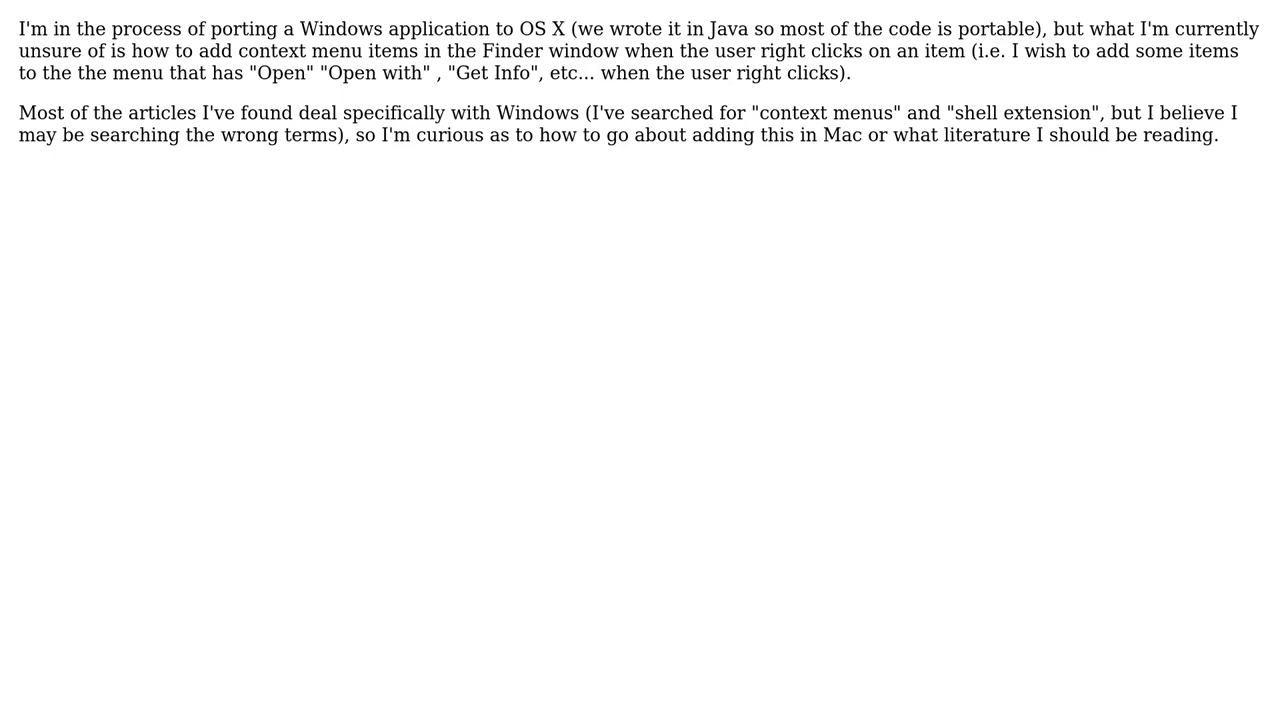 I'm in the process of porting a Windows application to OS X (we wrote it in Java so most of the code is portable), but what I'm currently
unsure of is how to add context menu items in the Finder window when the user right clicks on an item (i.e. I wish to add some items
to the the menu that has "Open" "Open with" , "Get Info", etc... when the user right clicks).
Most of the articles I've found deal specifically with Windows (I've searched for "context menus" and "shell extension", but I believe I
may be searching the wrong terms), so I'm curious as to how to go about adding this in Mac or what literature I should be reading.